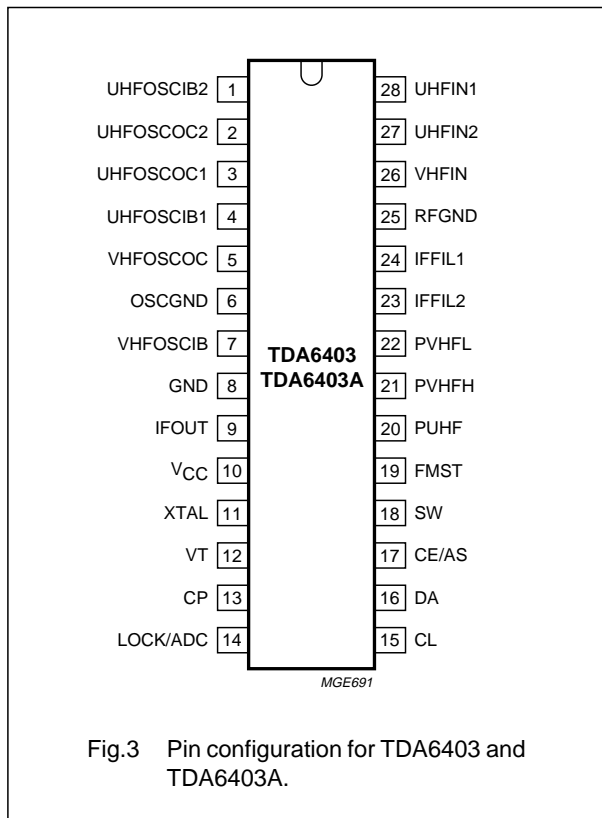 UHFOSCIB2 1 28 UHFIN1
UHFOSCOC2 2 27 UHFIN2
UHFOSCOC1 3 26 VHFIN
UHFOSCIB1 4 25 RFGND
VHFOSCOC 5 24 IFFIL1
OSCGND 6 23 IFFIL2
VHFOSCIB 7 22 PVHFL
TDA6403
TDA6403A
GND 8 21 PVHFH
IFOUT 9 20 PUHF
VCC 10 19 FMST
XTAL 11 18 SW
VT 12 17 CE/AS
CP 13 16 DA
LOCK/ADC 14 15 CL
MGE691
Fig.3 Pin configuration for TDA6403 and
TDA6403A.